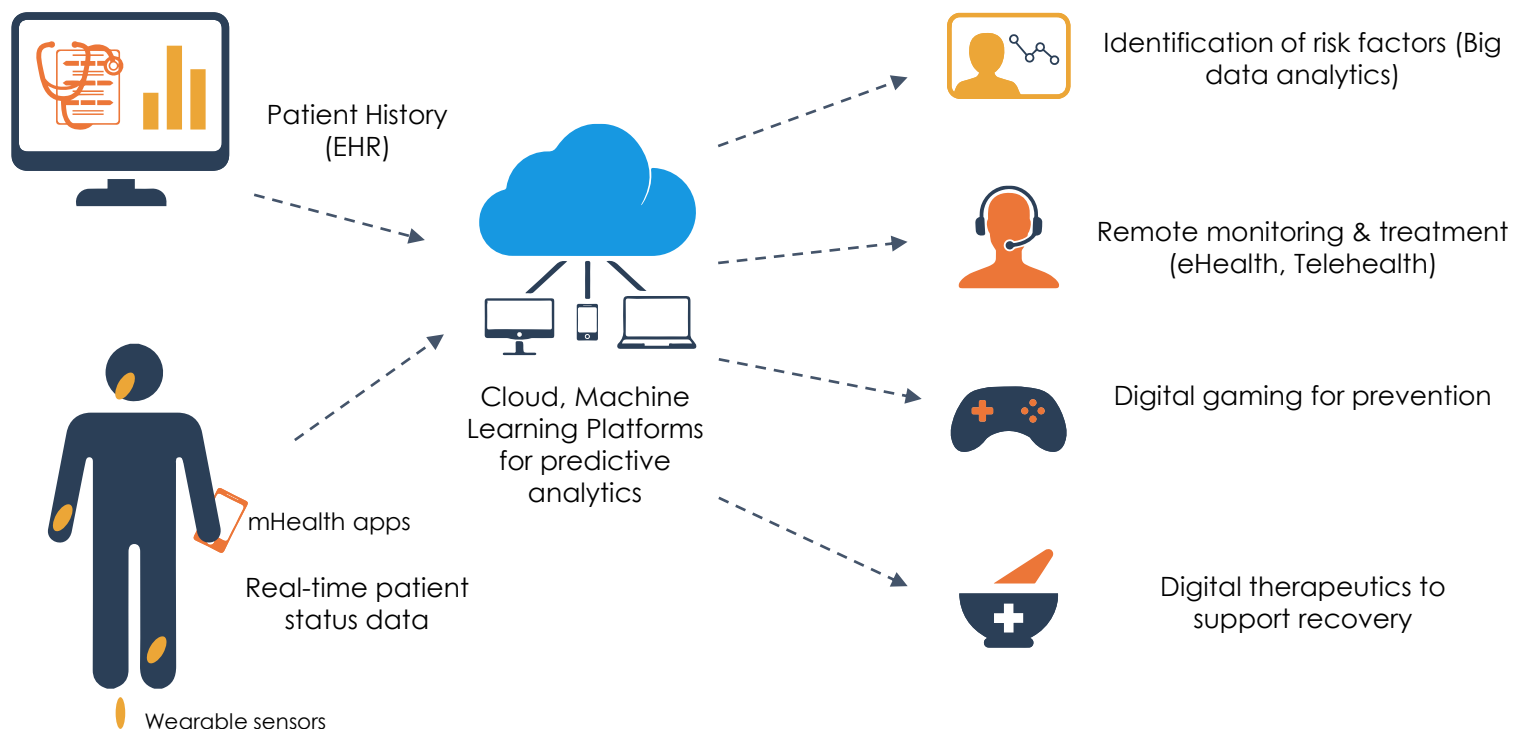 Patient History
(EHR)
mHealth apps
Real-time patient
status data
Wearable sensors
Cloud, Machine
Learning Platforms
for predictive
analytics
Identification of risk factors (Big
data analytics)
Remote monitoring & treatment
(eHealth, Telehealth)
Digital gaming for prevention
Digital therapeutics to
support recovery